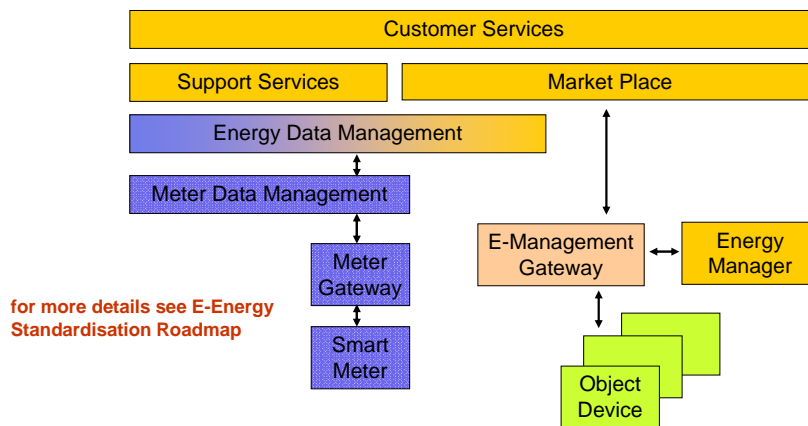 Customer Services
Support Services
Market Place
Energy Data Management
Meter Data Management
E-Management
Gateway
Energy
Manager
Meter
Gateway
for more details see E-Energy
Standardisation Roadmap
Smart
Meter
Object
Device